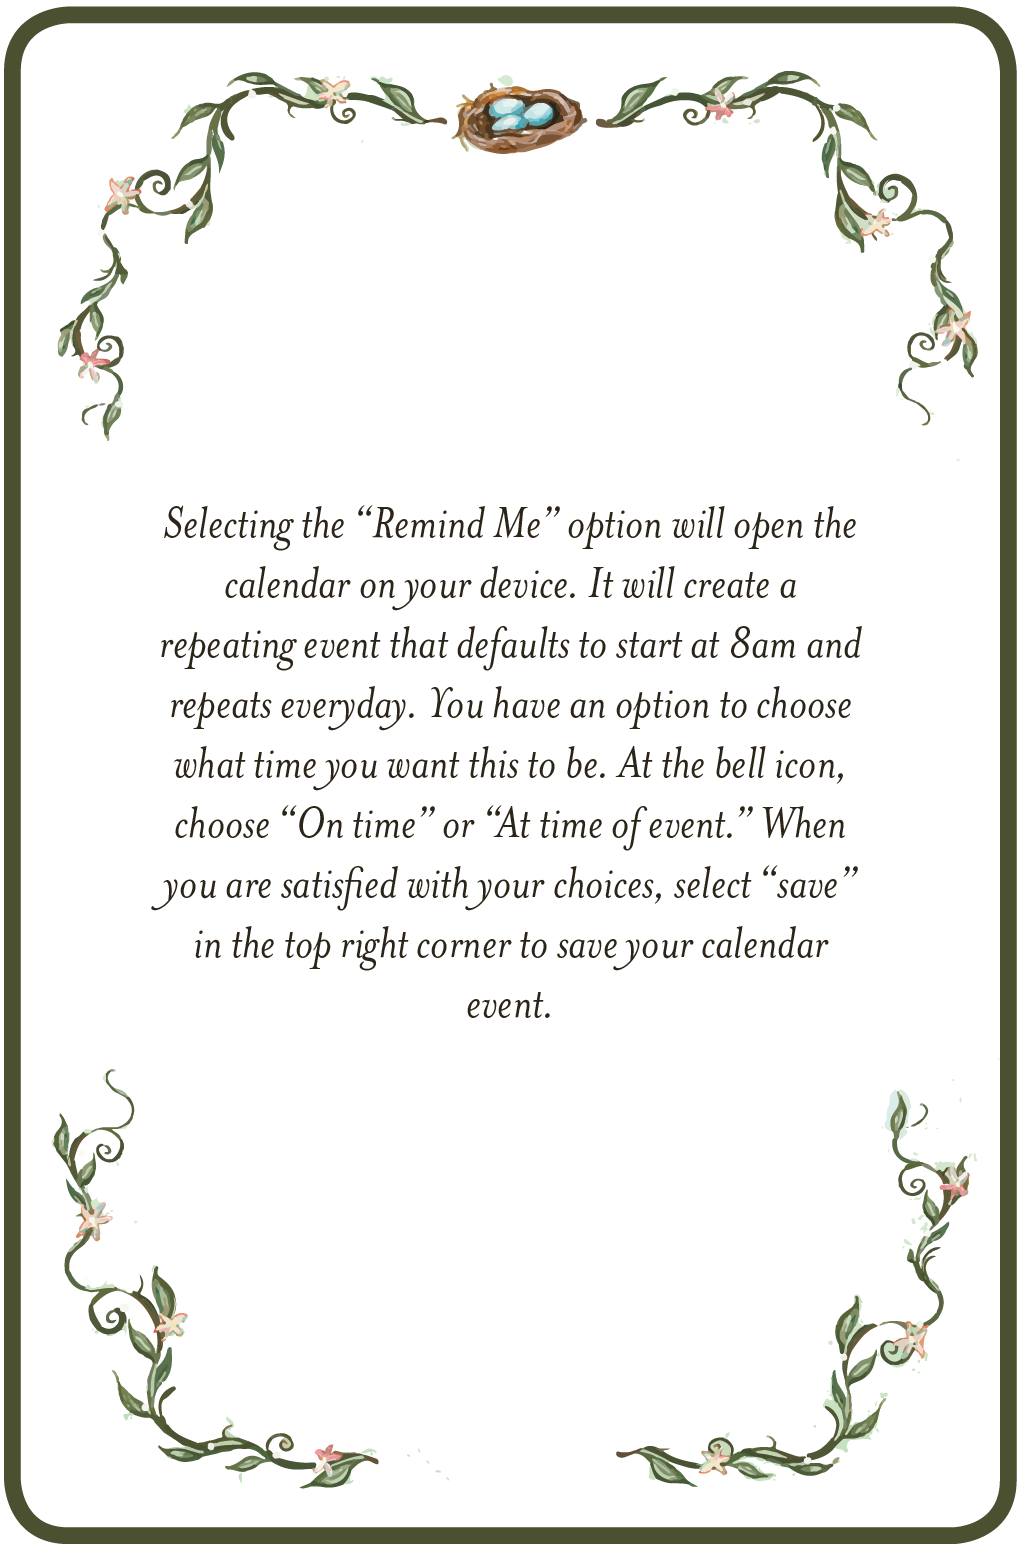 Selecting the “Remind Me” option will open the
calendar on your device. It will create a
repeating event that defaults to start at 8am and
repeats everyday. You have an option to choose
what time you want this to be. At the bell icon,
choose “On time” or “At time of event.” When
you are satisfied with your choices, select “save”
in the top right corner to save your calendar
event.